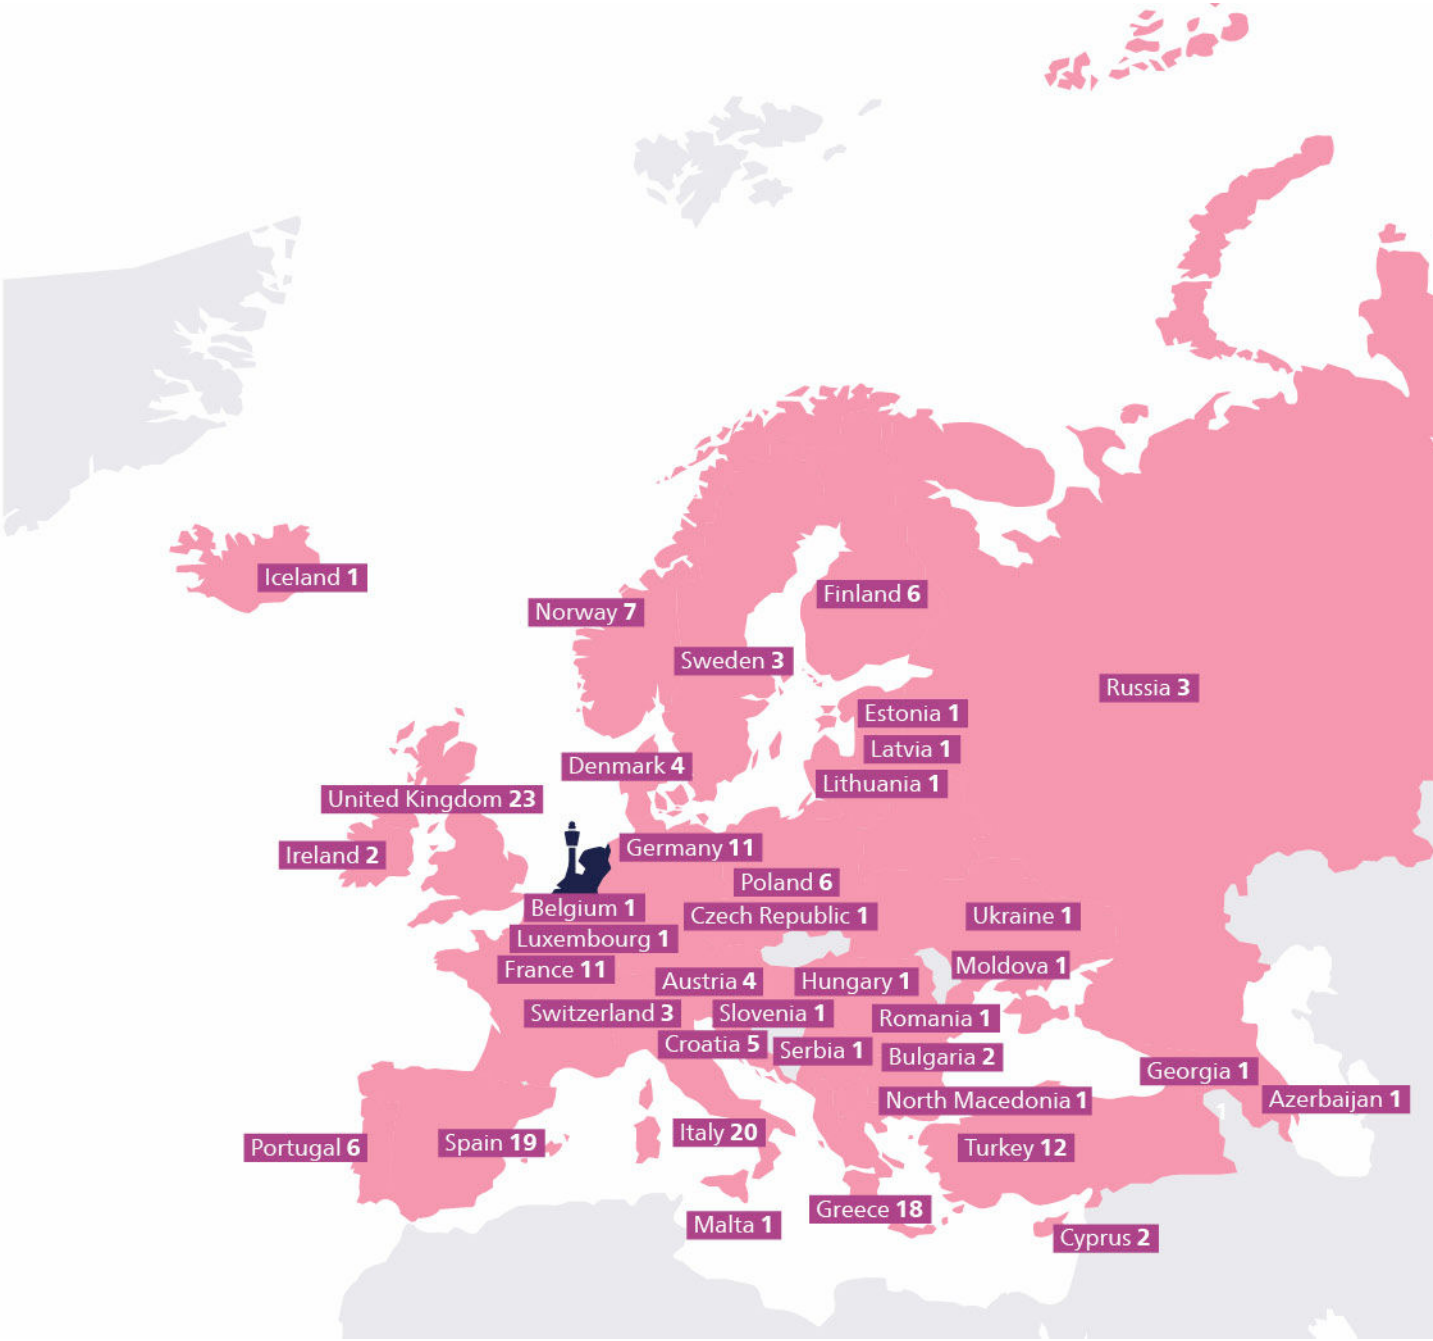 Iceland 1
Finland 6
Norway 7
Sweden 3
Russia 3
Estonia 1
Latvia 1
Denmark 4
Lithuania 1
United Kingdom 23
Germany 11
Ireland 2
Poland 6
Belgium 1
Czech Republic 1
Ukraine 1
Luxembourg 1
France 11
Moldova 1
Austria 4
Hungary 1
Switzerland 3
Slovenia 1
Romania 1
Croatia 5
Serbia 1
Bulgaria 2
Georgia 1
North Macedonia 1
Azerbaijan 1
1
Italy 20
Spain 19
Portugal 6
Turkey 12
Greece 18
Malta 1
Cyprus 2